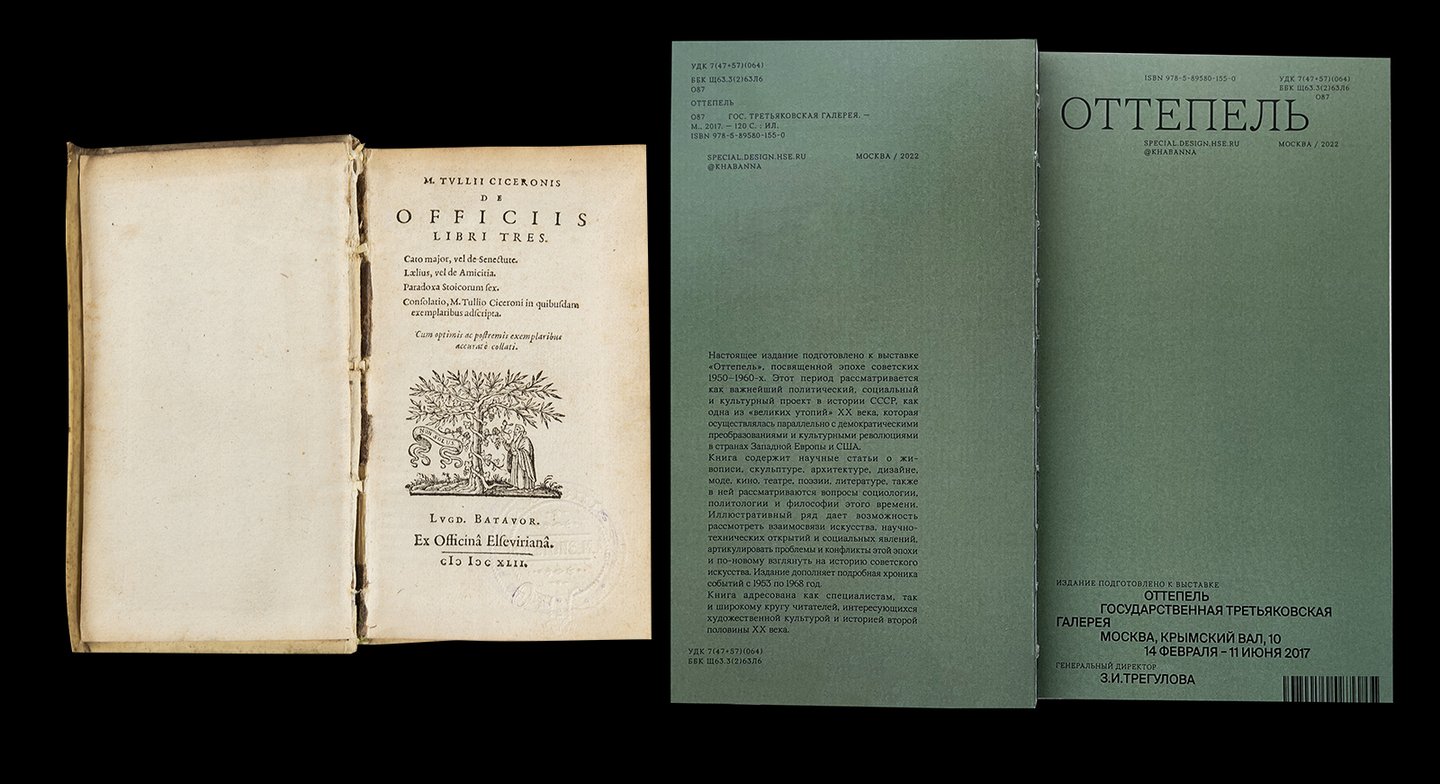 M. TVLLII CICERONIS
DE
OFFICIIS
LIBRI TRES.
Cato major, vel de Senectute.
Lælius, vel de Amicitia.
Paradoxa Stoicorum ſex.
Conſolatio, M. Tullio Ciceroni in quibuſdam
exemplaribus adſcripta.
Cum optimis ac poſtremis exemplaribus
accuratè collati.
NON SOLUS
LVGD. BATAVOR.
Ex Officinâ Elſevirianâ.
cIɔ Iɔc XLII.
УДК 7(47+57)(064)
ББК Щ63.3(2)63Л6
О87
ОТТЕПЕЛЬ
О87 ГОС. ТРЕТЬЯКОВСКАЯ ГАЛЕРЕЯ. —
М., 2017. — 120 С. : ИЛ.
ISBN 978-5-89580-155-0
SPECIAL.DESIGN.HSE.RU МОСКВА / 2022
@KHABANNA
Настоящее издание подготовлено к выставке
«Оттепель», посвященной эпохе советских
1950–1960-х. Этот период рассматривается
как важнейший политический, социальный
и культурный проект в истории СССР, как
одна из «великих утопий» XX века, которая
осуществлялась параллельно с демократическими
преобразованиями и культурными революциями
в странах Западной Европы и США.
Книга содержит научные статьи о жи-
вописи, скульптуре, архитектуре, дизайне,
моде, кино, театре, поэзии, литературе, также
в ней рассматриваются вопросы социологии,
политологии и философии этого времени.
Иллюстративный ряд дает возможность
рассмотреть взаимосвязи искусства, научно-
технических открытий и социальных явлений,
артикулировать проблемы и конфликты этой эпохи
и по-новому взглянуть на историю советского
искусства. Издание дополняет подробная хроника
событий с 1953 по 1968 год.
Книга адресована как специалистам, так
и широкому кругу читателей, интересующихся
художественной культурой и историей второй
половины XX века.
УДК 7(47+57)(064)
ББК Щ63.3(2)63Л6
ISBN 978-5-89580-155-0 УДК 7(47+57)(064)
ББК Щ63.3(2)63Л6
О87
ОТТЕПЕЛЬ
SPECIAL.DESIGN.HSE.RU МОСКВА / 2022
@KHABANNA
ИЗДАНИЕ ПОДГОТОВЛЕНО К ВЫСТАВКЕ
ОТТЕПЕЛЬ
ГОСУДАРСТВЕННАЯ ТРЕТЬЯКОВСКАЯ
ГАЛЕРЕЯ
МОСКВА, КРЫМСКИЙ ВАЛ, 10
14 ФЕВРАЛЯ – 11 ИЮНЯ 2017
ГЕНЕРАЛЬНЫЙ ДИРЕКТОР
З.И.ТРЕГУЛОВА